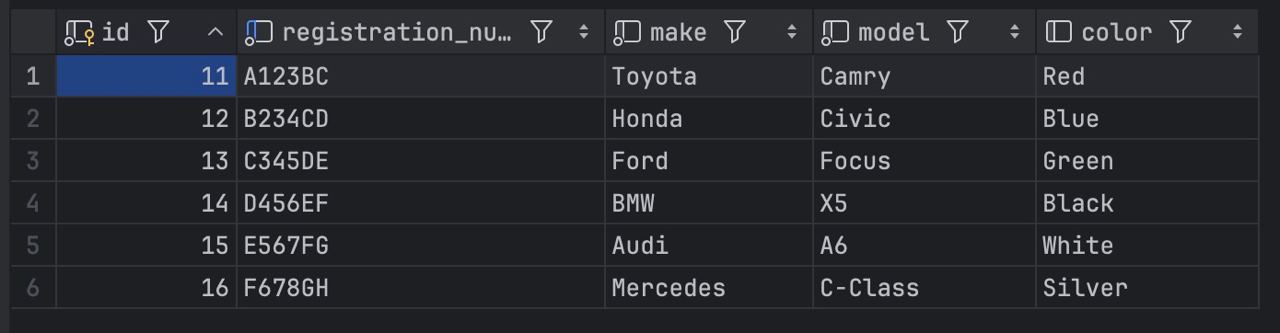 id registration_nu… make model color
1 11 A123BC Toyota Camry Red
2 12 B234CD Honda Civic Blue
3 13 C345DE Ford Focus Green
4 14 D456EF BMW X5 Black
5 15 E567FG Audi A6 White
6 16 F678GH Mercedes C-Class Silver